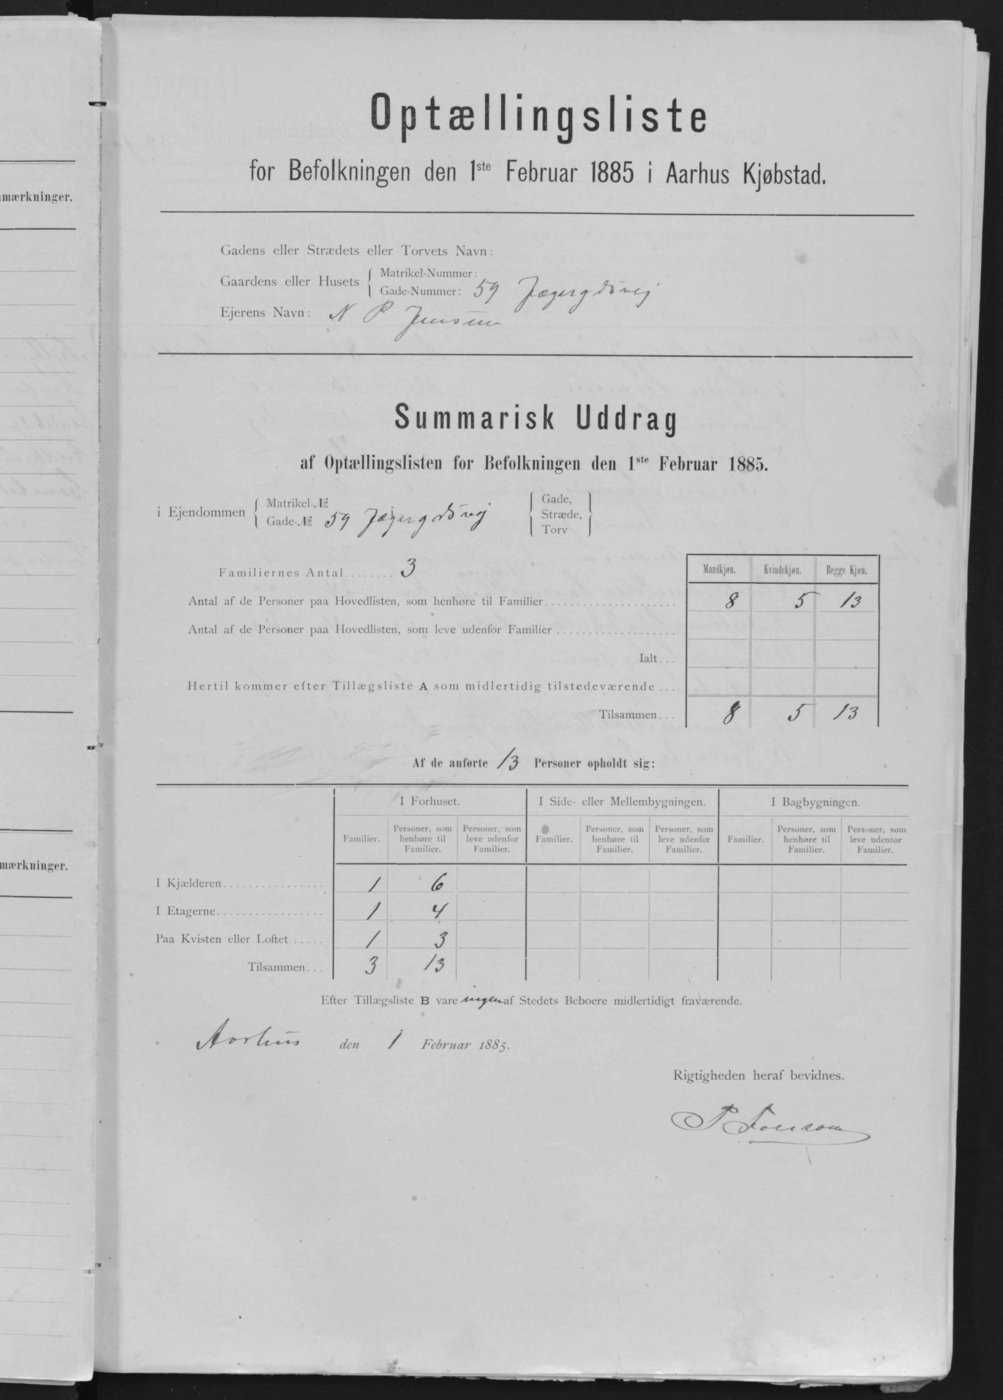 Optællingsliste
for Befolkningen den 1ste Februar 1885 i Aarhus Kjøbstad.
mærkninger.
Gadens eller Strædets eller Torvets Navn:
Gaardens eller Husets { Matrikel-Nummer:
Gade-Nummer: 59 Jægergdsvej
Ejerens Navn: N P Jensen
Summarisk Uddrag
af Optællingslisten for Befolkningen den 1ste Februar 1885.
i Ejendommen { Matrikel-№
Gade-№ 59 Jægergdsvej { Gade, Stræde, Torv }
Familiernes Antal........ 3
Mandkjøn. Kvindekjøn. Begge Kjøn.
Antal af de Personer paa Hovedlisten, som henhøre til Familier 8 5 13
Antal af de Personer paa Hovedlisten, som leve udenfor Familier
Ialt...
Hertil kommer efter Tillægsliste A som midlertidig tilstedeværende...
Tilsammen... 8 5 13
Af de anførte 13 Personer opholdt sig:
I Forhuset. I Side- eller Mellembygningen. I Bagbygningen.
Familier. Personer, som henhøre til Familier. Personer, som leve udenfor Familier. Familier. Personer, som henhøre til Familier. Personer, som leve udenfor Familier. Familier. Personer, som henhøre til Familier. Personer, som leve udenfor Familier.
mærkninger.
I Kjælderen 1 6
I Etagerne 1 4
Paa Kvisten eller Loftet 1 3
Tilsammen... 3 13
Efter Tillægsliste B vare ingen af Stedets Beboere midlertidigt fraværende.
Aarhus den 1 Februar 1885.
Rigtigheden heraf bevidnes.
P